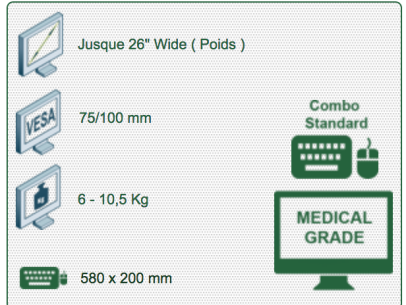 Jusque 26" Wide ( Poids )
VESA
75/100 mm
Combo
Standard
KG
6 - 10,5 Kg
MEDICAL
GRADE
580 x 200 mm